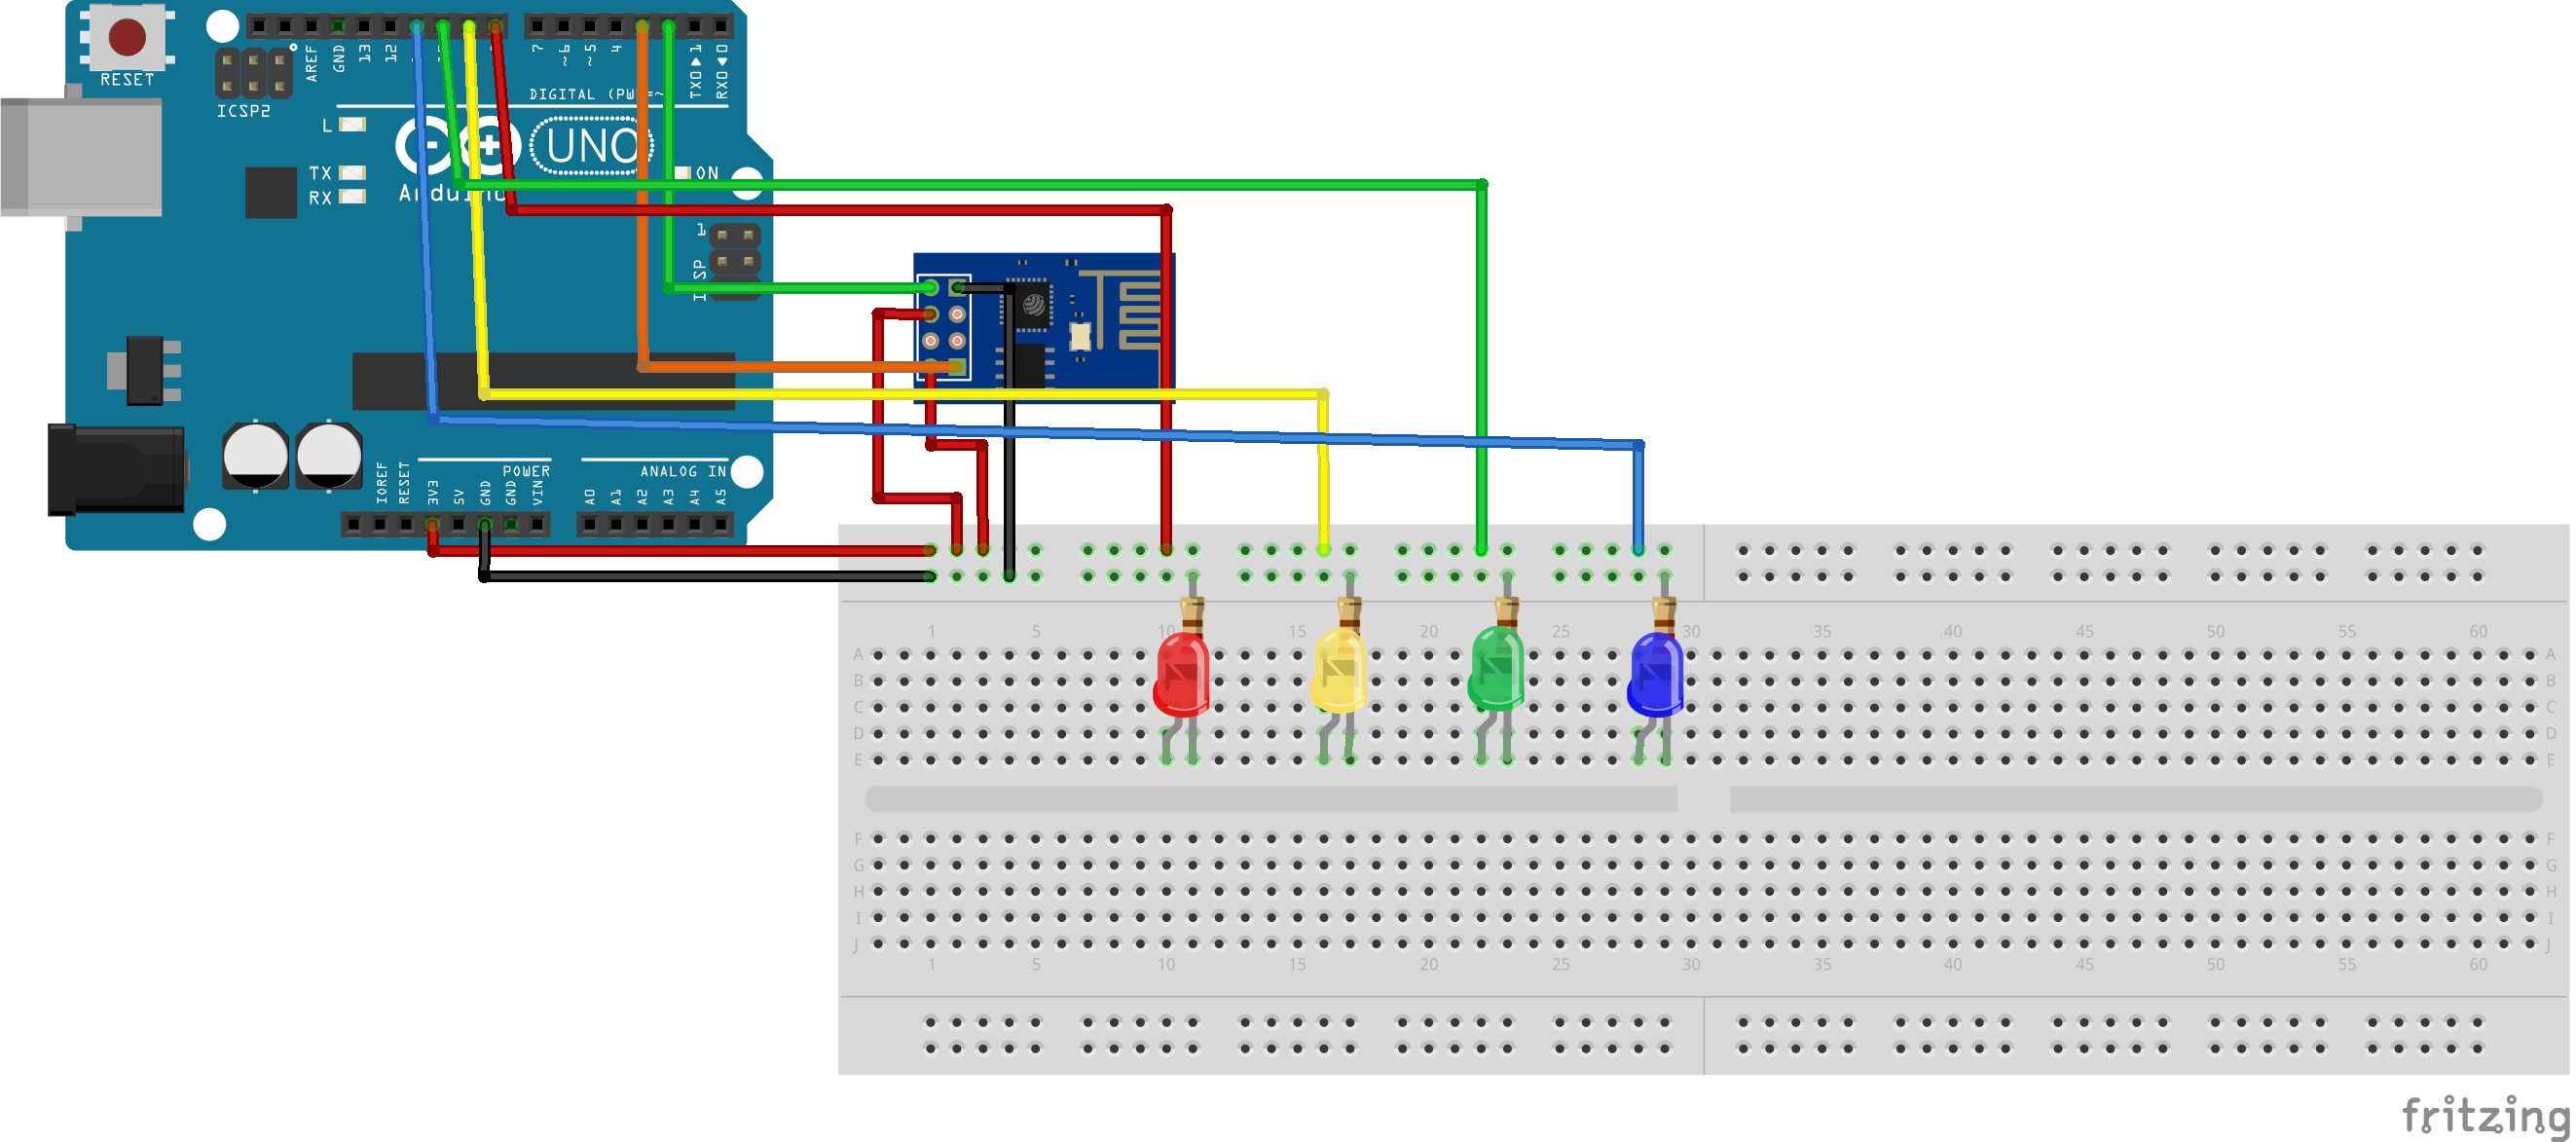 RESET
ICSP2
AREF
GND
13
12
7
~6
~5
4
TX0▶1
RX0◀0
DIGITAL (PW
L
TX
RX
UNO
ON
Arduino
1
ICSP
POWER
ANALOG IN
IOREF
RESET
3V3
5V
GND
GND
VIN
A0
A1
A2
A3
A4
A5
1 5 10 15 20 25 30 35 40 45 50 55 60
A A
B B
C C
D D
E E
F F
G G
H H
I I
J J
1 5 10 15 20 25 30 35 40 45 50 55 60
fritzing